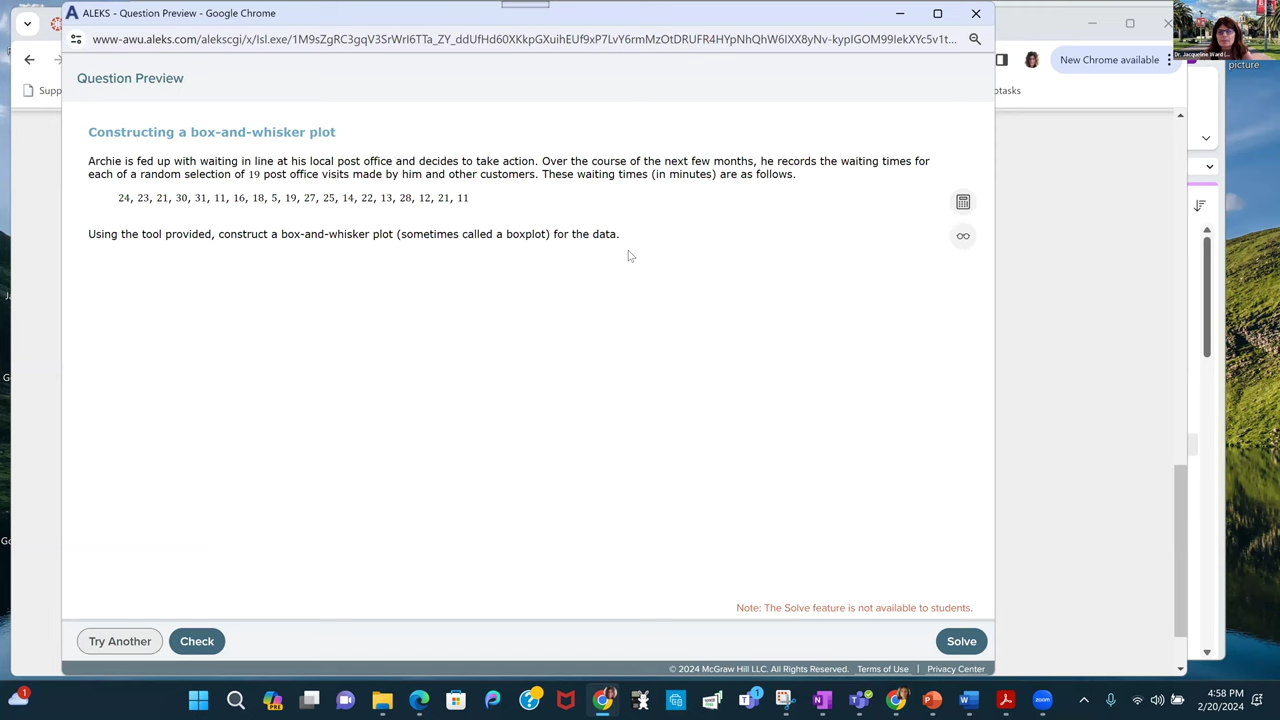 ALEKS - Question Preview - Google Chrome
www-awu.aleks.com/alekscgi/x/Isl.exe/
New Chrome available
picture
Dr. Jacqueline Ward (...
Supp
otasks
Question Preview
Constructing a box-and-whisker plot
Archie is fed up with waiting in line at his local post office and decides to take action. Over the course of the next few months, he records the waiting times for
each of a random selection of 19 post office visits made by him and other customers. These waiting times (in minutes) are as follows.
24, 23, 21, 30, 31, 11, 16, 18, 5, 19, 27, 25, 14, 22, 13, 28, 12, 21, 11
Using the tool provided, construct a box-and-whisker plot (sometimes called a boxplot) for the data.
Note: The Solve feature is not available to students.
Try Another
Check
Solve
© 2024 McGraw Hill LLC. All Rights Reserved. Terms of Use | Privacy Center
4:58 PM
2/20/2024